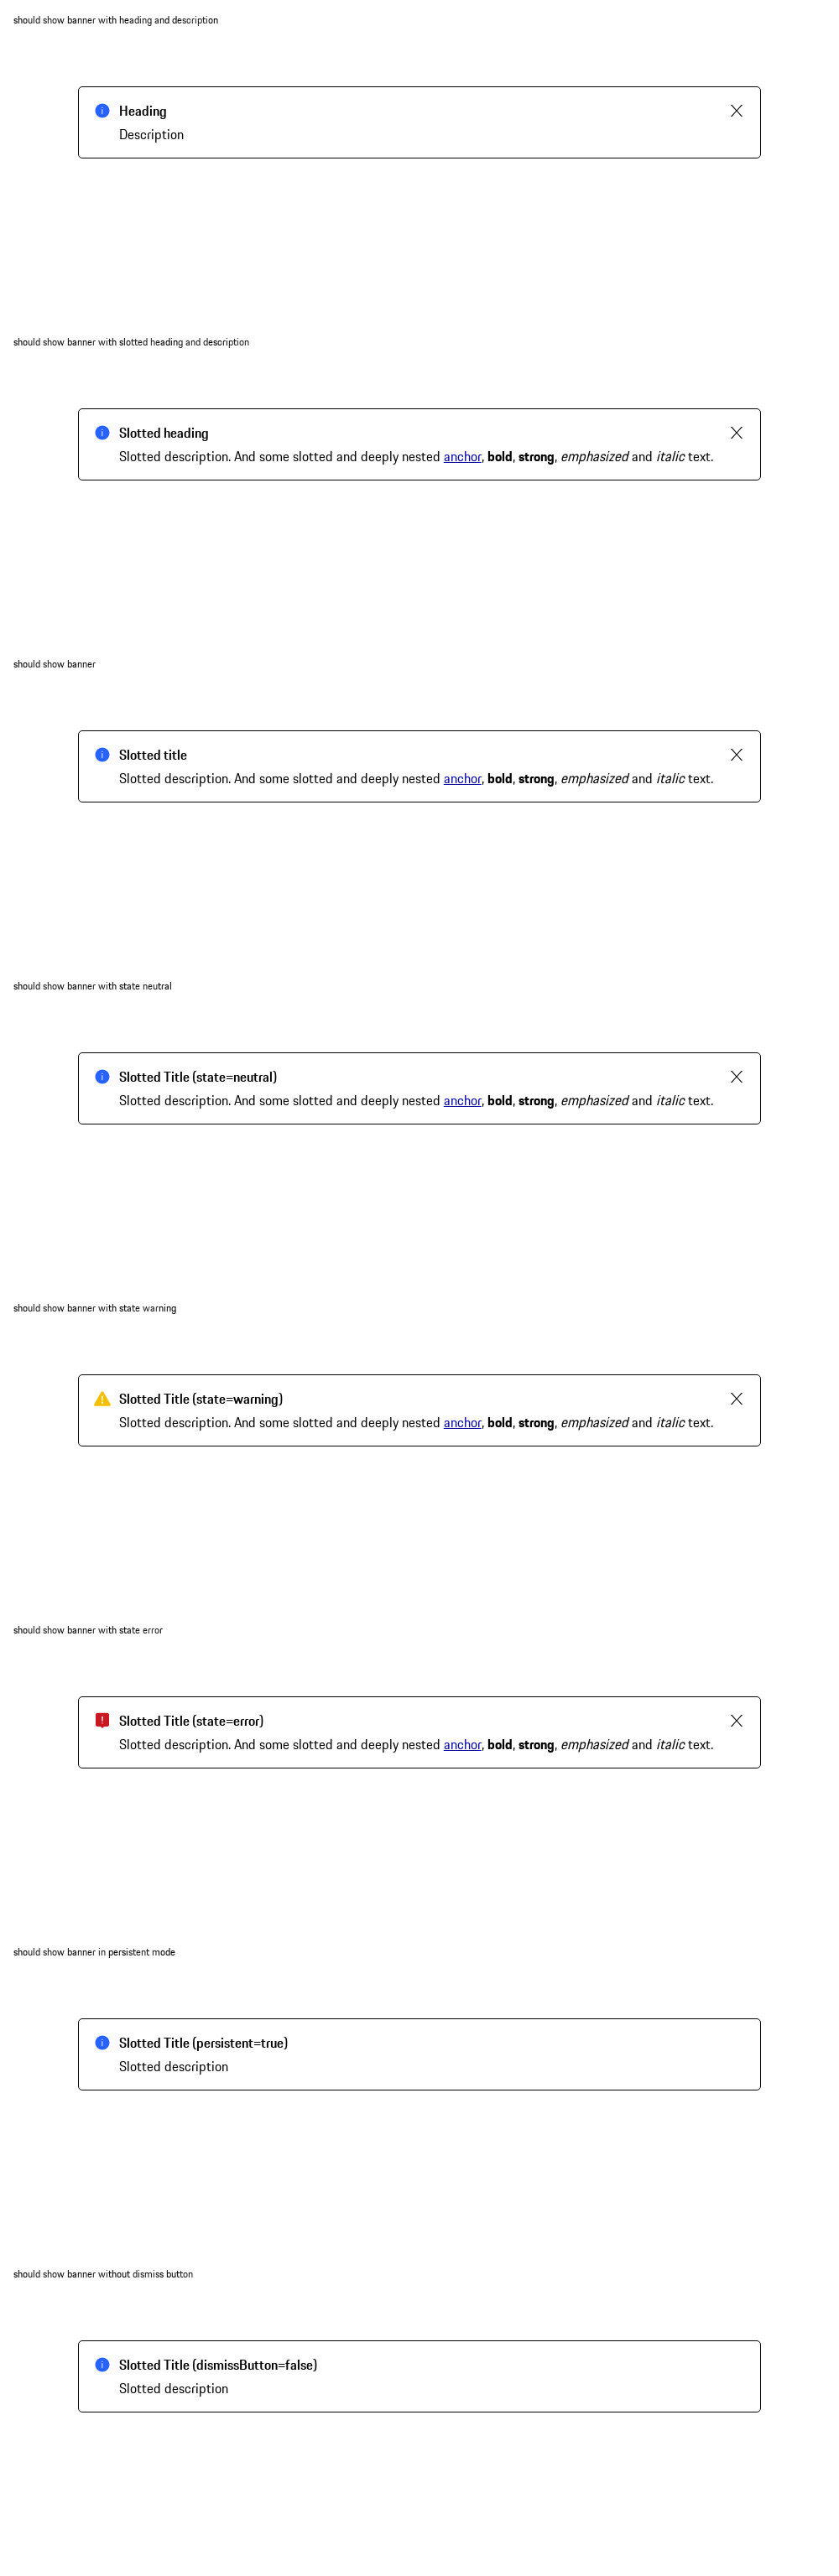 should show banner with heading and description
Heading
Description
should show banner with slotted heading and description
Slotted heading
Slotted description. And some slotted and deeply nested anchor, bold, strong, emphasized and italic text.
should show banner
Slotted title
Slotted description. And some slotted and deeply nested anchor, bold, strong, emphasized and italic text.
should show banner with state neutral
Slotted Title (state=neutral)
Slotted description. And some slotted and deeply nested anchor, bold, strong, emphasized and italic text.
should show banner with state warning
Slotted Title (state=warning)
Slotted description. And some slotted and deeply nested anchor, bold, strong, emphasized and italic text.
should show banner with state error
Slotted Title (state=error)
Slotted description. And some slotted and deeply nested anchor, bold, strong, emphasized and italic text.
should show banner in persistent mode
Slotted Title (persistent=true)
Slotted description
should show banner without dismiss button
Slotted Title (dismissButton=false)
Slotted description